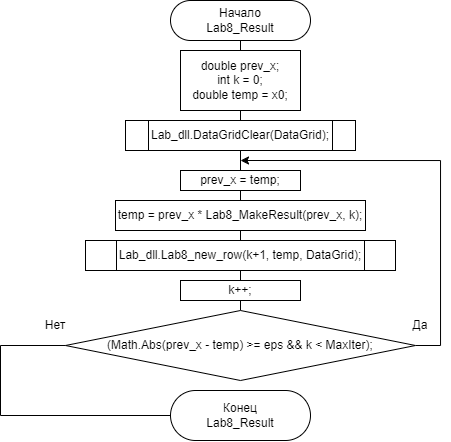 Начало
Lab8_Result
double prev_x;
int k = 0;
double temp = x0;
Lab_dll.DataGridClear(DataGrid);
prev_x = temp;
temp = prev_x * Lab8_MakeResult(prev_x, k);
Lab_dll.Lab8_new_row(k+1, temp, DataGrid);
k++;
Нет
Да
(Math.Abs(prev_x - temp) >= eps && k < MaxIter);
Конец
Lab8_Result